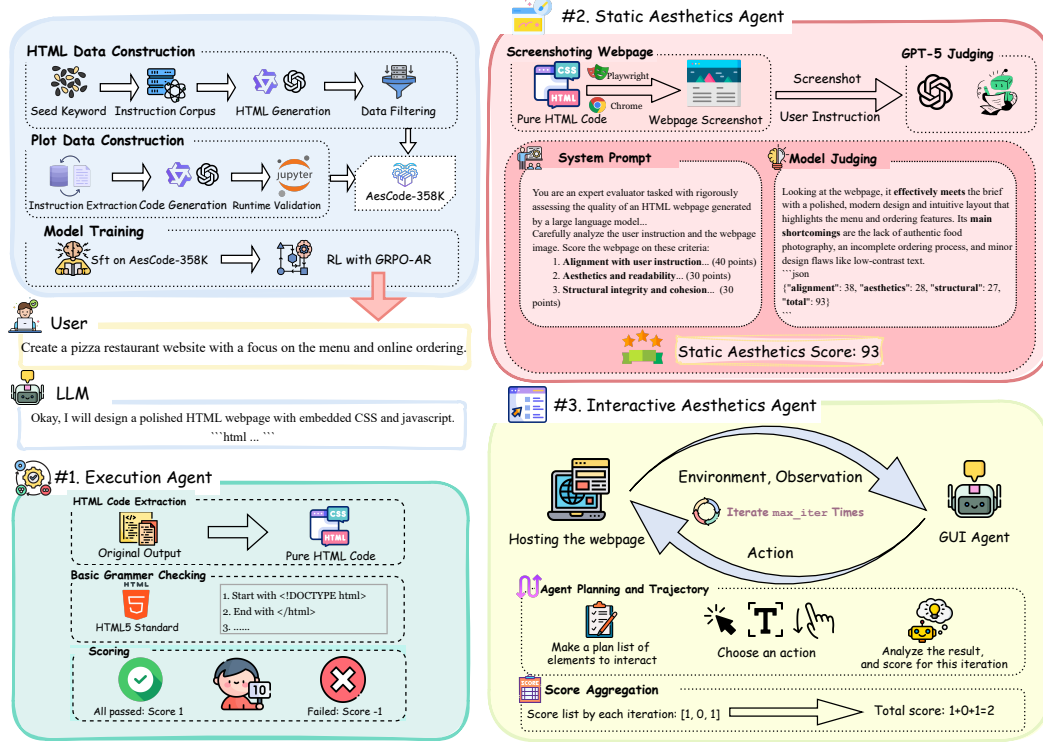 HTML Data Construction
Seed Keyword
Instruction Corpus
HTML Generation
Data Filtering
Plot Data Construction
jupyter
Instruction Extraction
Code Generation
Runtime Validation
AesCode-358K
Model Training
Sft on AesCode-358K
RL with GRPO-AR
User
Create a pizza restaurant website with a focus on the menu and online ordering.
LLM
Okay, I will design a polished HTML webpage with embedded CSS and javascript.
```html ... ```
#1. Execution Agent
HTML Code Extraction
CSS
HTML
Original Output
Pure HTML Code
Basic Grammer Checking
HTML
5
HTML5 Standard
1. Start with <!DOCTYPE html>
2. End with </html>
3. ......
Scoring
10
All passed: Score 1
Failed: Score -1
#2. Static Aesthetics Agent
Screenshoting Webpage
CSS
HTML
Playwright
Chrome
Pure HTML Code
Webpage Screenshot
Screenshot
User Instruction
GPT-5 Judging
System Prompt
You are an expert evaluator tasked with rigorously
assessing the quality of an HTML webpage generated
by a large language model...
Carefully analyze the user instruction and the webpage
image. Score the webpage on these criteria:
1. Alignment with user instruction... (40 points)
2. Aesthetics and readability... (30 points)
3. Structural integrity and cohesion... (30
points)
Model Judging
Looking at the webpage, it effectively meets the brief
with a polished, modern design and intuitive layout that
highlights the menu and ordering features. Its main
shortcomings are the lack of authentic food
photography, an incomplete ordering process, and minor
design flaws like low-contrast text.
```json
{"alignment": 38, "aesthetics": 28, "structural": 27,
"total": 93}
```
Static Aesthetics Score: 93
#3. Interactive Aesthetics Agent
Environment, Observation
Iterate max_iter Times
Action
Hosting the webpage
GUI Agent
Agent Planning and Trajectory
T
Make a plan list of
elements to interact
Choose an action
Analyze the result,
and score for this iteration
SCORE
Score Aggregation
Score list by each iteration: [1, 0, 1]
Total score: 1+0+1=2